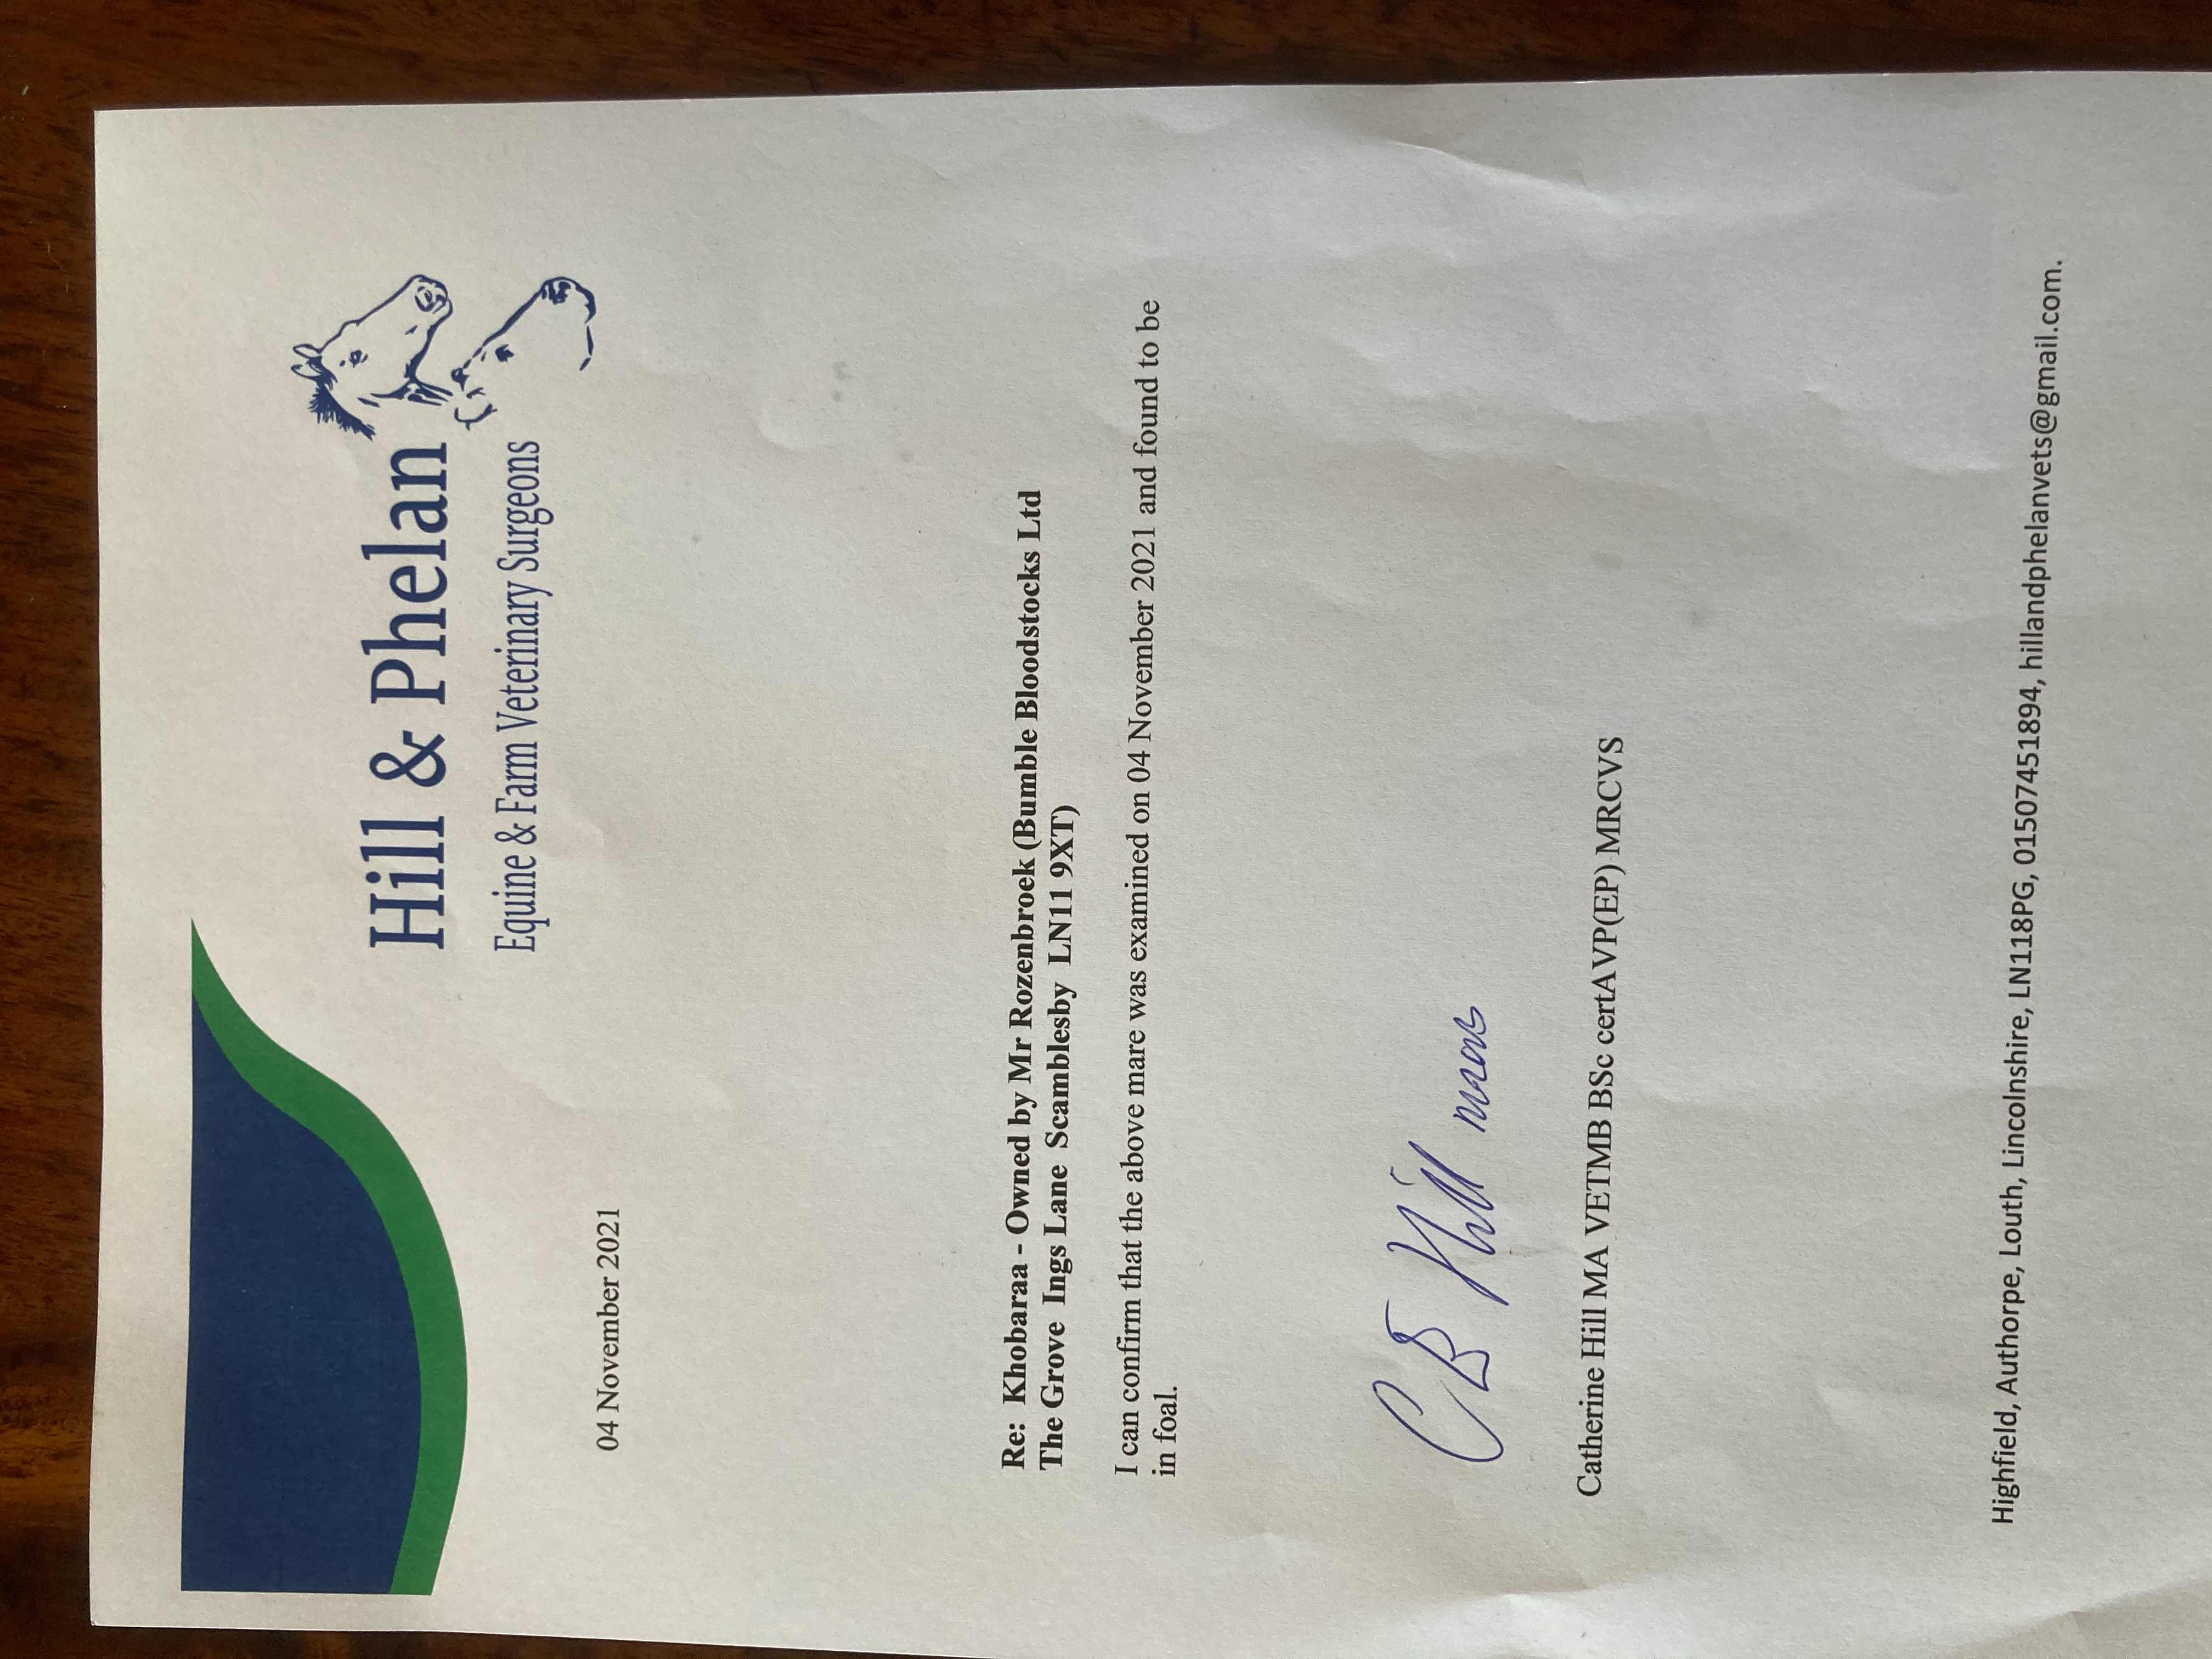 Hill & Phelan
Equine & Farm Veterinary Surgeons
04 November 2021
Re:  Khobaraa - Owned by Mr Rozenbroek (Bumble Bloodstocks Ltd
The Grove  Ings Lane  Scamblesby  LN11 9XT)
I can confirm that the above mare was examined on 04 November 2021 and found to be
in foal.
CB Hill
Catherine Hill MA VETMB BSc certAVP(EP) MRCVS
Highfield, Authorpe, Louth, Lincolnshire, LN118PG, 01507451894, hillandphelanvets@gmail.com.